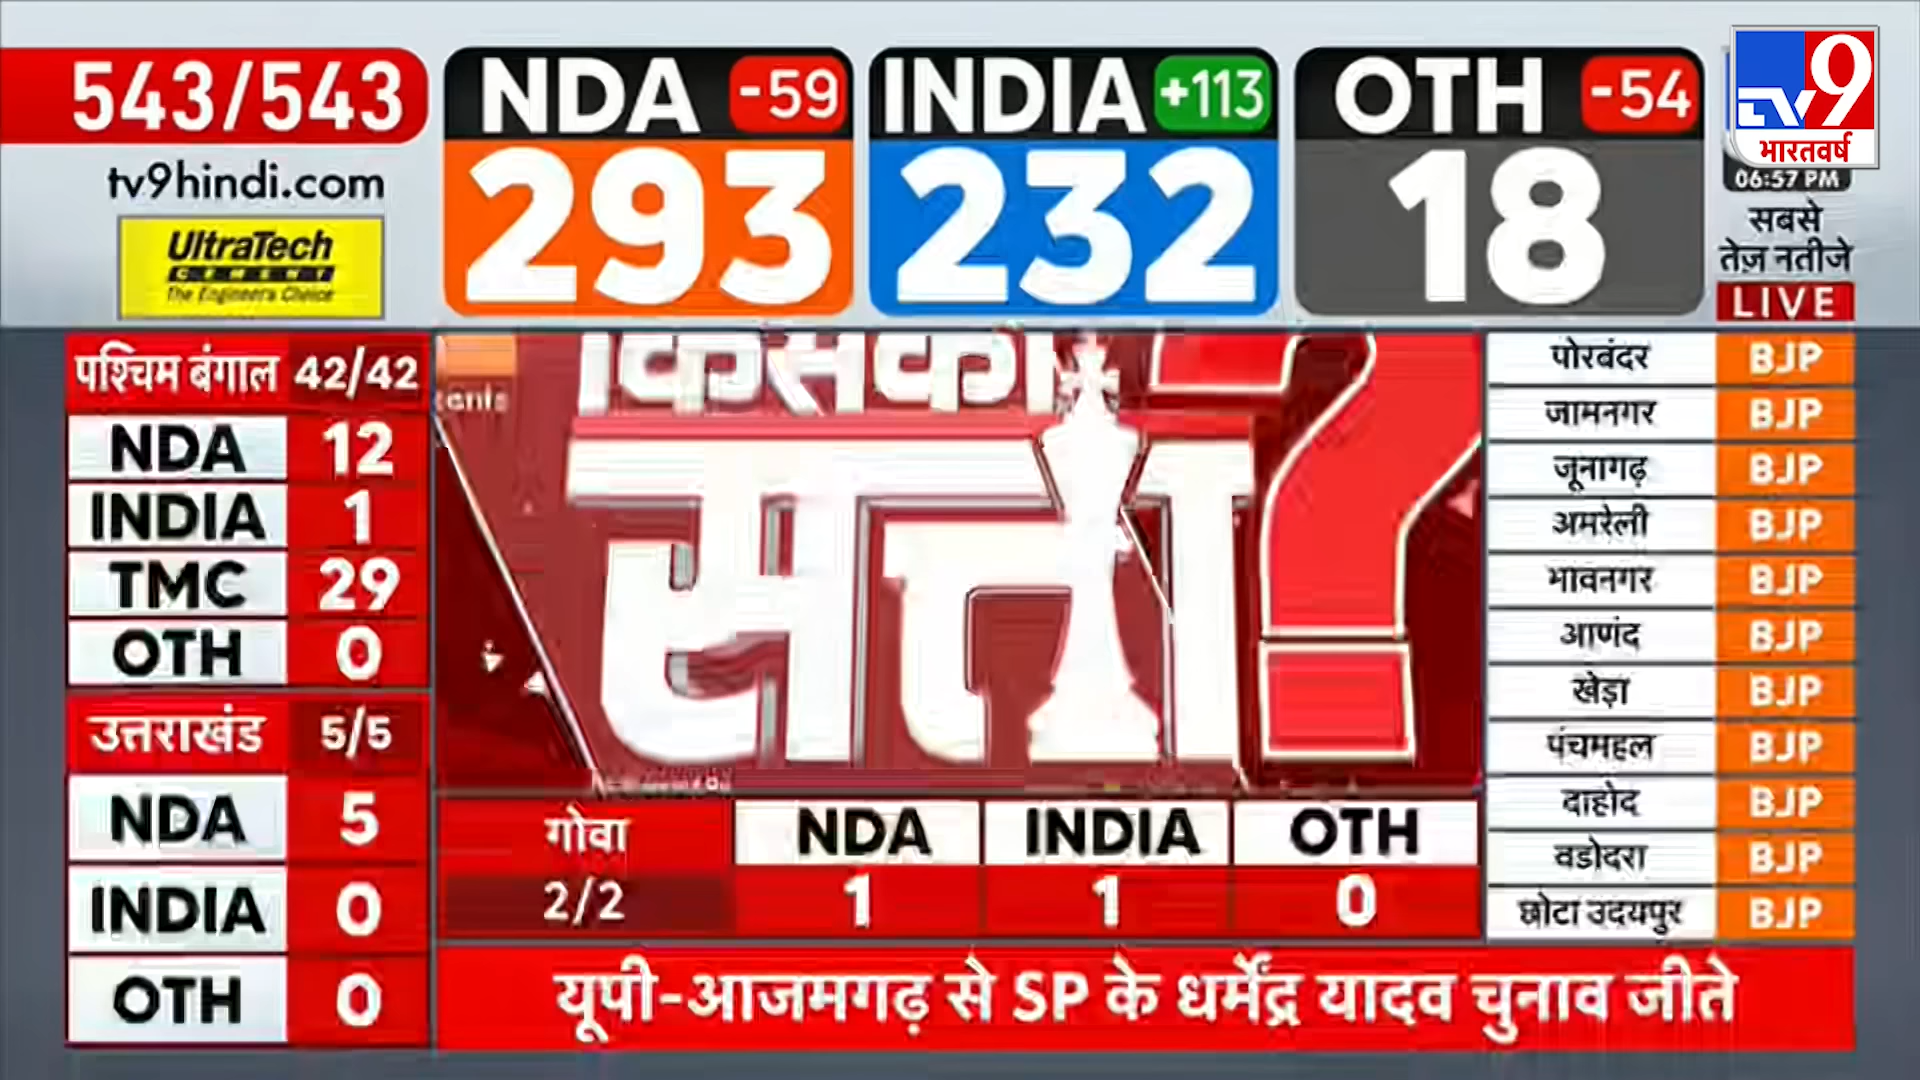 543/543
NDA -59
293
INDIA +113
232
OTH -54
18
TV9
भारतवर्ष
06:57 PM
सबसे
तेज़ नतीजे
LIVE
tv9hindi.com
UltraTech
CEMENT
The Engineer's Choice
पश्चिम बंगाल 42/42
NDA 12
INDIA 1
TMC 29
OTH 0
उत्तराखंड 5/5
NDA 5
INDIA 0
OTH 0
किसकी
सत्ता?
गोवा NDA INDIA OTH
2/2 1 1 0
पोरबंदर BJP
जामनगर BJP
जूनागढ़ BJP
अमरेली BJP
भावनगर BJP
आणंद BJP
खेड़ा BJP
पंचमहल BJP
दाहोद BJP
वडोदरा BJP
छोटा उदयपुर BJP
यूपी-आजमगढ़ से SP के धर्मेंद्र यादव चुनाव जीते